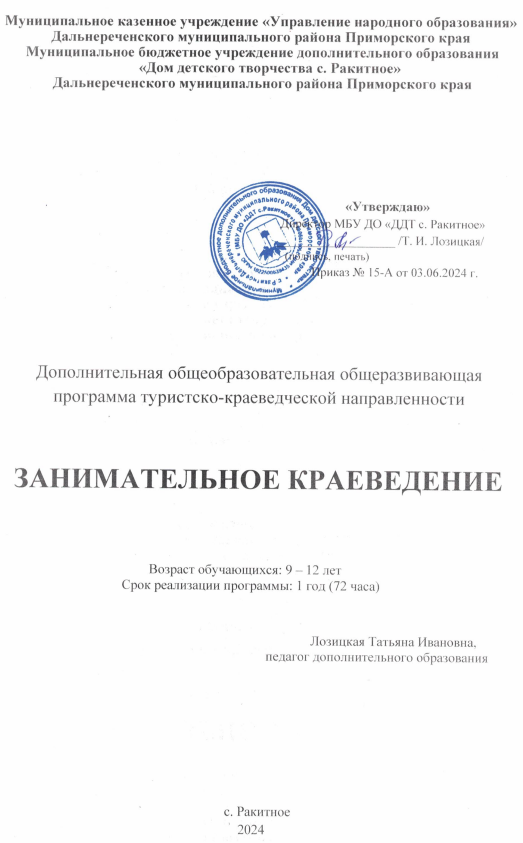 Муниципальное казенное учреждение «Управление народного образования»
Дальнереченского муниципального района Приморского края
Муниципальное бюджетное учреждение дополнительного образования
«Дом детского творчества с. Ракитное»
Дальнереченского муниципального района Приморского края
«Утверждаю»
Директор МБУ ДО «ДДТ с. Ракитное»
/Т. И. Лозицкая/
(подпись, печать)
Приказ № 15-А от 03.06.2024 г.
Дополнительная общеобразовательная общеразвивающая
программа туристско-краеведческой направленности
ЗАНИМАТЕЛЬНОЕ КРАЕВЕДЕНИЕ
Возраст обучающихся: 9 – 12 лет
Срок реализации программы: 1 год (72 часа)
Лозицкая Татьяна Ивановна,
педагог дополнительного образования
с. Ракитное
2024